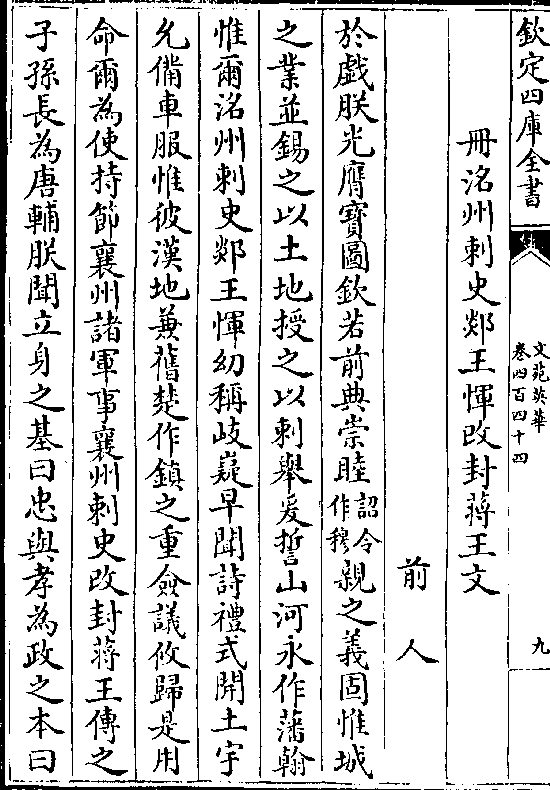 欽定四庫全書
文苑英華
卷四百四十四
九
冊洺州刺史郯王惲改封蔣王文
前人
於戲朕光膺寶圖欽若前典崇睦詔令作穆親之義固惟城
之業並錫之以土地授之以刺舉爰誓山河永作藩翰
惟爾洺州刺史郯王惲幼稱岐嶷早聞詩禮式開土宇
允備車服惟彼漢地兼舊楚作鎮之重僉議攸歸是用
命爾為使持節襄州諸軍事襄州刺史改封蔣王傳之
子孫長為唐輔朕聞立身之基曰忠與孝為政之本曰